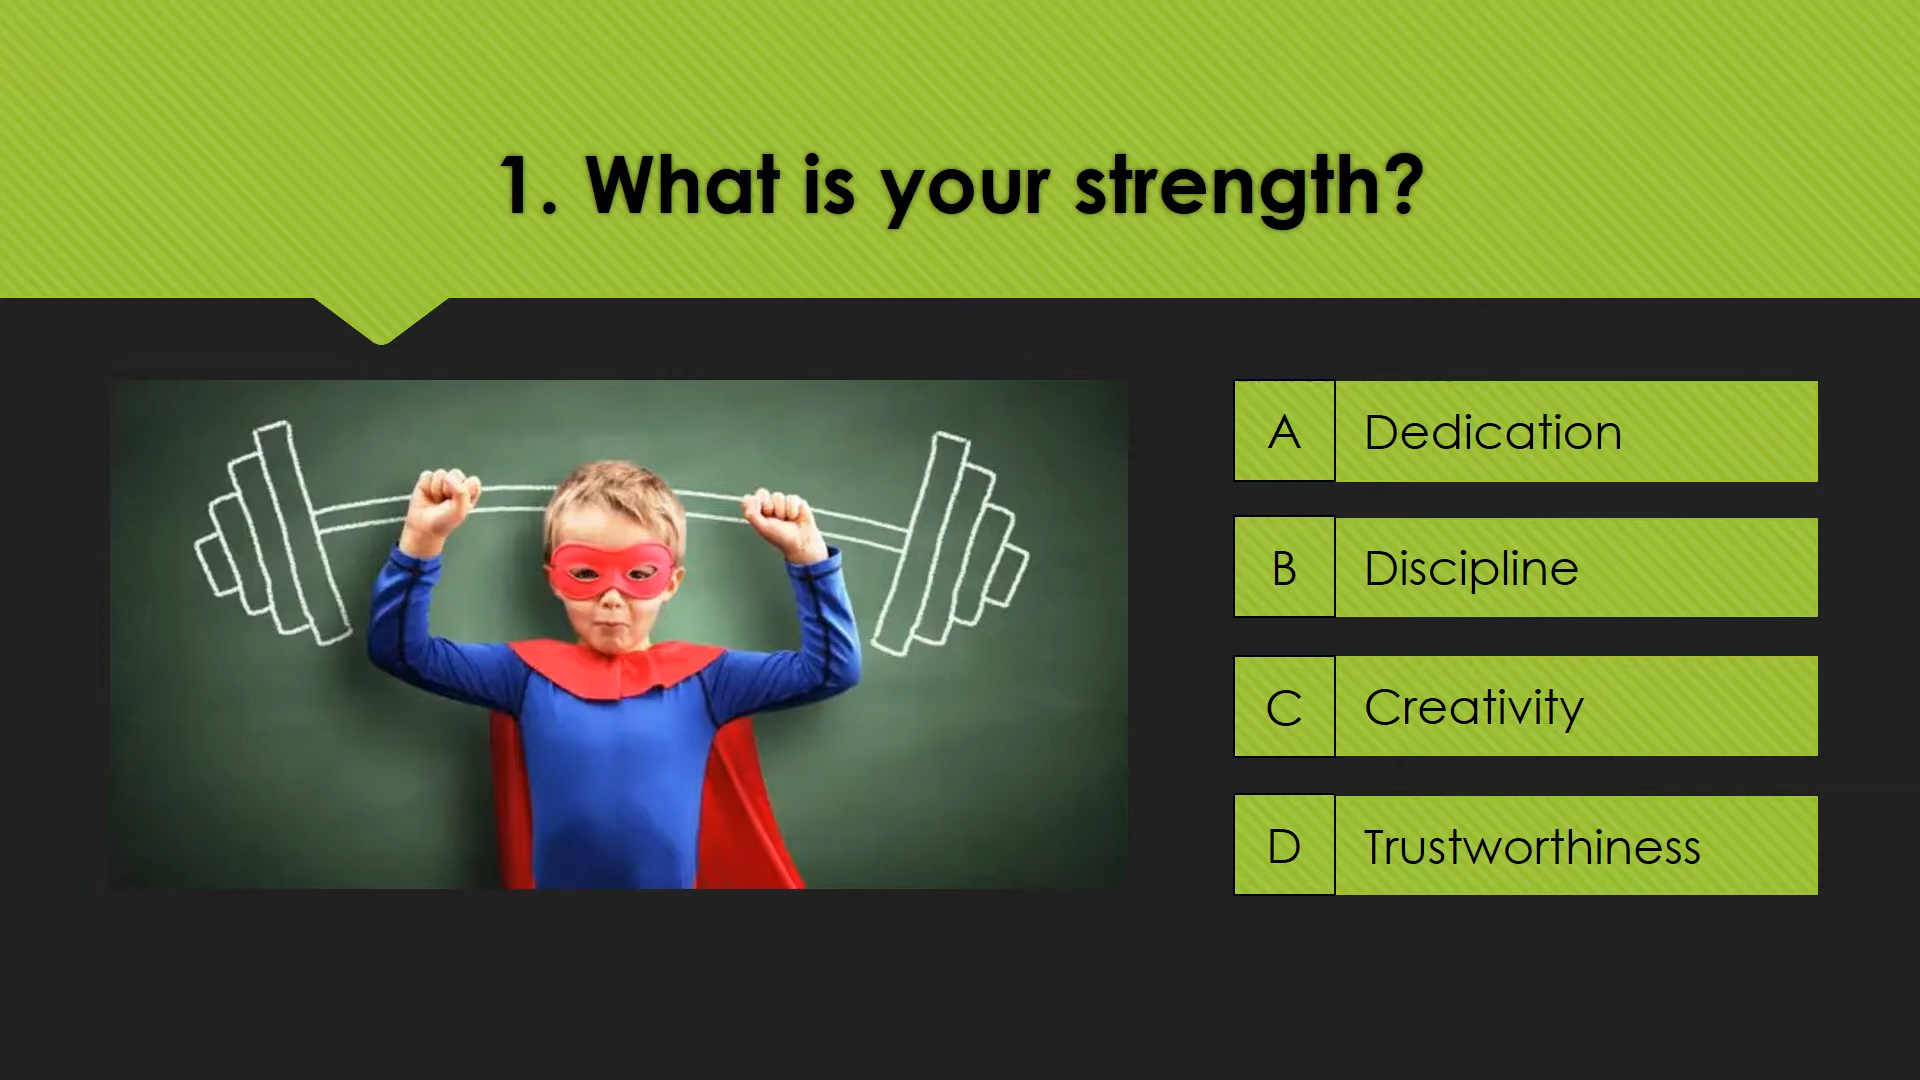 1. What is your strength?
A Dedication
B Discipline
C Creativity
D Trustworthiness